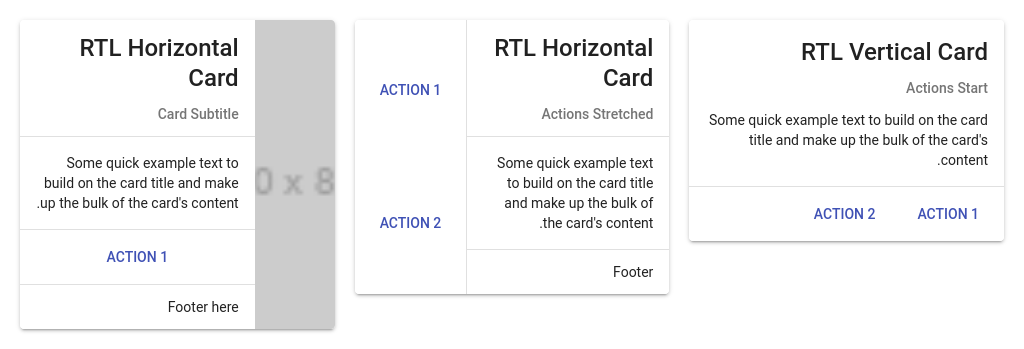 RTL Horizontal
Card
Card Subtitle
Some quick example text to
build on the card title and make
.up the bulk of the card's content
ACTION 1
Footer here
0 x 8
RTL Horizontal
Card
Actions Stretched
Some quick example text
to build on the card title
and make up the bulk of
.the card's content
Footer
ACTION 1
ACTION 2
RTL Vertical Card
Actions Start
Some quick example text to build on the card
title and make up the bulk of the card's
.content
ACTION 2 ACTION 1